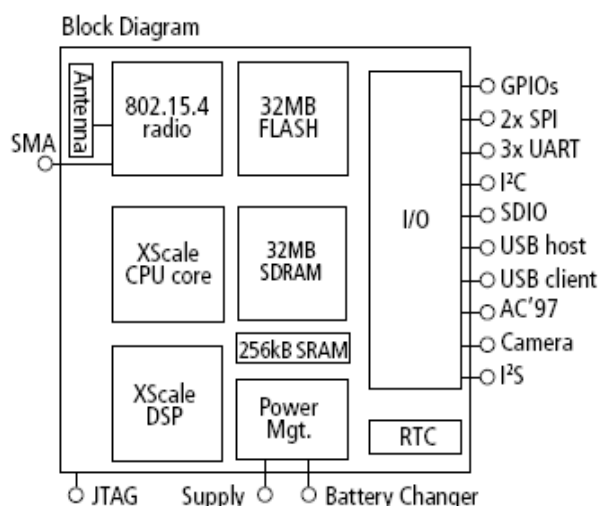 Block Diagram
Antenna
802.15.4
radio
32MB
FLASH
SMA
XScale
CPU core
32MB
SDRAM
256kB SRAM
XScale
DSP
Power
Mgt.
I/O
RTC
GPIOs
2x SPI
3x UART
I²C
SDIO
USB host
USB client
AC'97
Camera
I²S
JTAG
Supply
Battery Changer